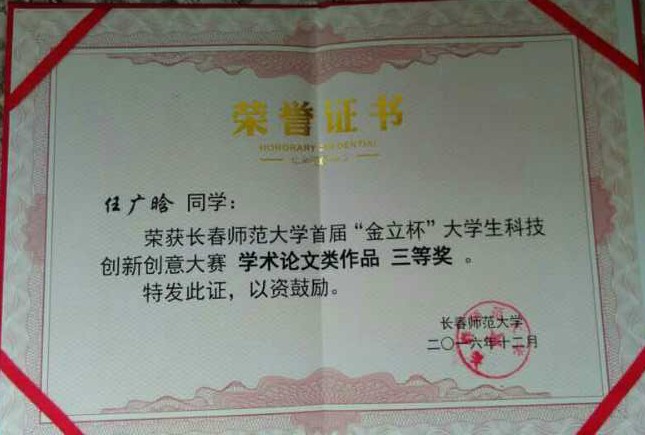 荣誉证书
HONORARY CREDENTIAL
任广晗 同学：
荣获长春师范大学首届“金立杯”大学生科技
创新创意大赛 学术论文类作品 三等奖 。
特发此证，以资鼓励。
长春师范大学
二〇一六年十二月